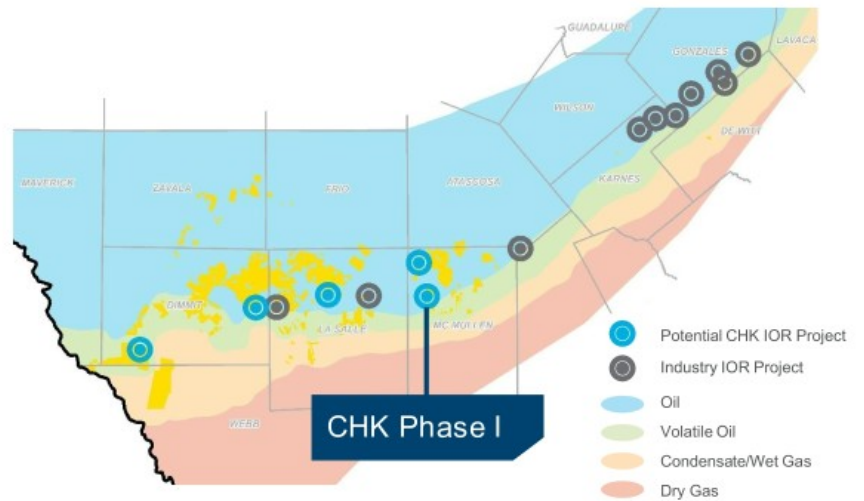 GUADALUPE
GONZALES
LAVACA
WILSON
DE WITT
MAVERICK
ZAVALA
FRIO
ATASCOSA
KARNES
DIMMIT
LA SALLE
MC MULLEN
WEBB
CHK Phase I
Potential CHK IOR Project
Industry IOR Project
Oil
Volatile Oil
Condensate/Wet Gas
Dry Gas